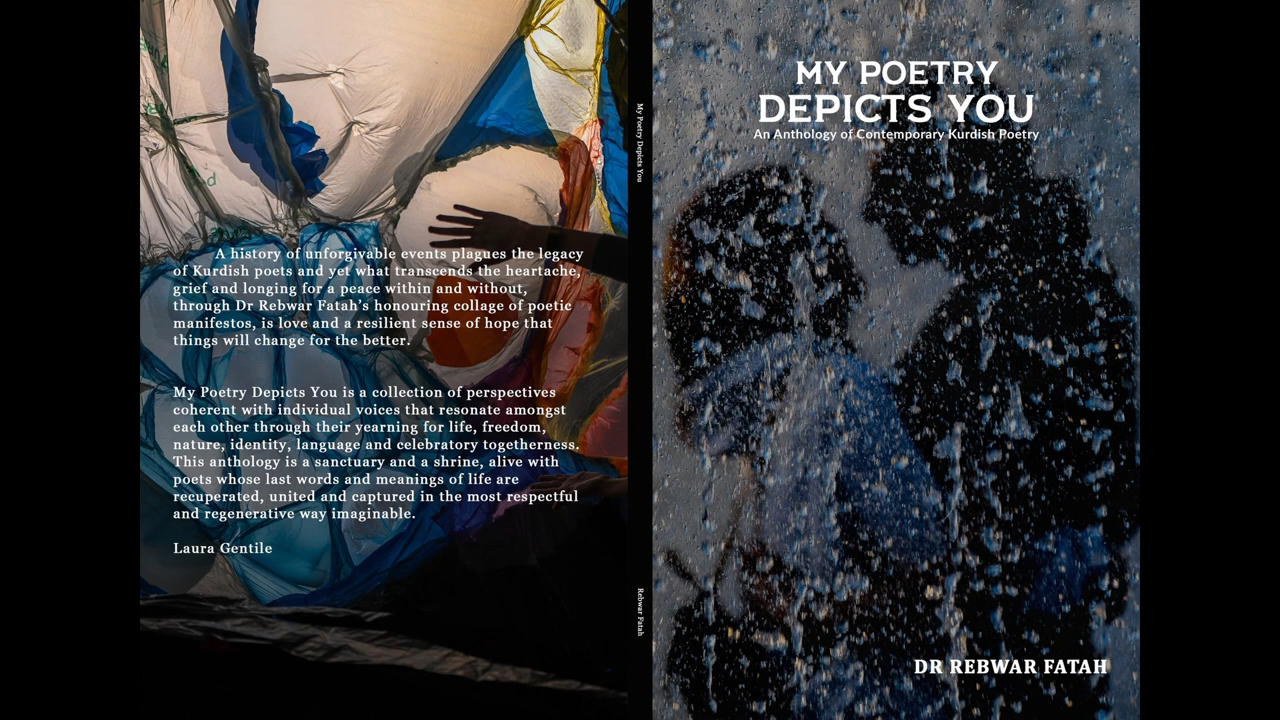 A history of unforgivable events plagues the legacy
of Kurdish poets and yet what transcends the heartache,
grief and longing for a peace within and without,
through Dr Rebwar Fatah's honouring collage of poetic
manifestos, is love and a resilient sense of hope that
things will change for the better.
My Poetry Depicts You is a collection of perspectives
coherent with individual voices that resonate amongst
each other through their yearning for life, freedom,
nature, identity, language and celebratory togetherness.
This anthology is a sanctuary and a shrine, alive with
poets whose last words and meanings of life are
recuperated, united and captured in the most respectful
and regenerative way imaginable.
Laura Gentile
My Poetry Depicts You
Rebwar Fatah
MY POETRY
DEPICTS YOU
An Anthology of Contemporary Kurdish Poetry
DR REBWAR FATAH